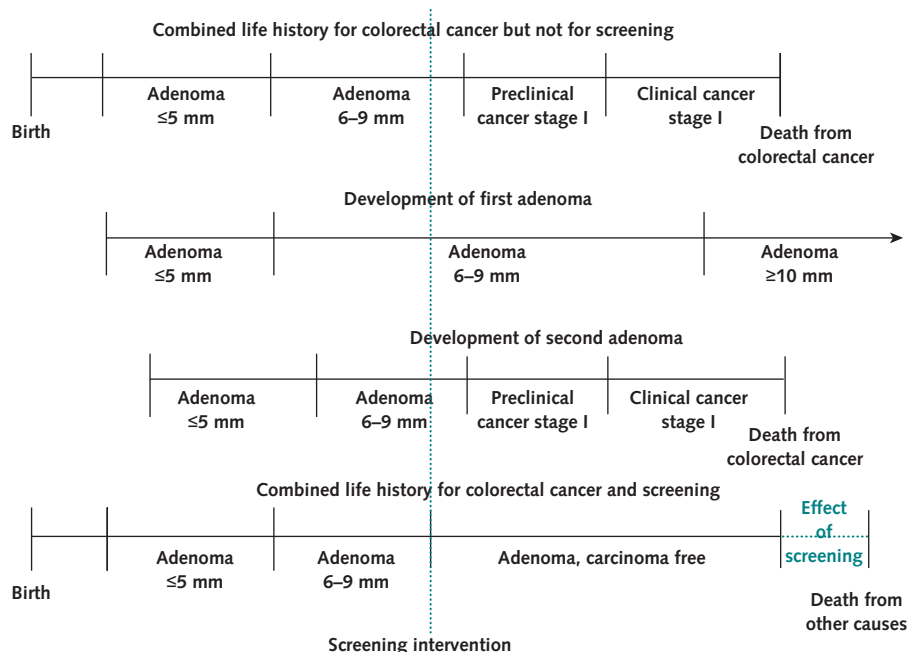 Combined life history for colorectal cancer but not for screening
Adenoma
≤5 mm
Adenoma
6–9 mm
Preclinical
cancer stage I
Clinical cancer
stage I
Birth
Death from
colorectal cancer
Development of first adenoma
Adenoma
≤5 mm
Adenoma
6–9 mm
Adenoma
≥10 mm
Development of second adenoma
Adenoma
≤5 mm
Adenoma
6–9 mm
Preclinical
cancer stage I
Clinical cancer
stage I
Death from
colorectal cancer
Combined life history for colorectal cancer and screening
Effect
of
screening
Adenoma
≤5 mm
Adenoma
6–9 mm
Adenoma, carcinoma free
Birth
Death from
other causes
Screening intervention